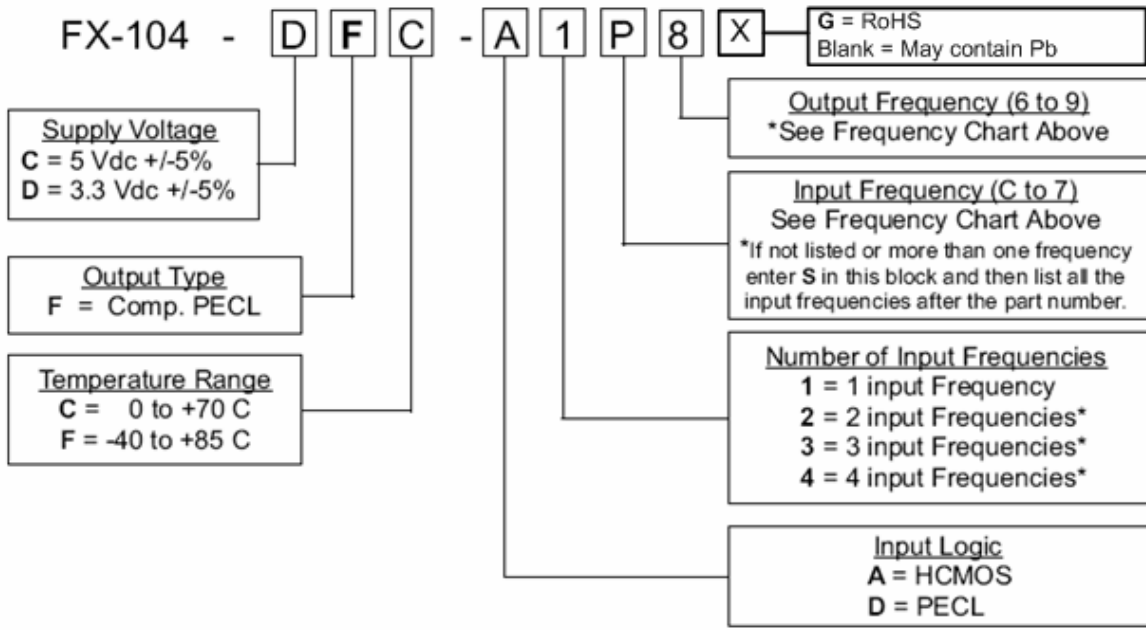 FX-104 - D F C - A 1 P 8 X
G = RoHS
Blank = May contain Pb
Output Frequency (6 to 9)
*See Frequency Chart Above
Supply Voltage
C = 5 Vdc +/-5%
D = 3.3 Vdc +/-5%
Input Frequency (C to 7)
See Frequency Chart Above
*If not listed or more than one frequency
enter S in this block and then list all the
input frequencies after the part number.
Output Type
F = Comp. PECL
Temperature Range
C = 0 to +70 C
F = -40 to +85 C
Number of Input Frequencies
1 = 1 input Frequency
2 = 2 input Frequencies*
3 = 3 input Frequencies*
4 = 4 input Frequencies*
Input Logic
A = HCMOS
D = PECL